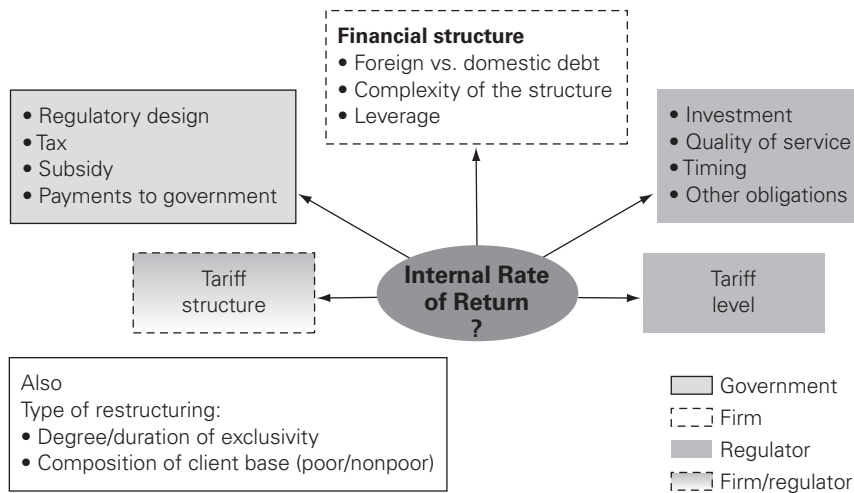 Financial structure
• Foreign vs. domestic debt
• Complexity of the structure
• Leverage
• Regulatory design
• Tax
• Subsidy
• Payments to government
• Investment
• Quality of service
• Timing
• Other obligations
Tariff
structure
Internal Rate
of Return
?
Tariff
level
Also
Type of restructuring:
• Degree/duration of exclusivity
• Composition of client base (poor/nonpoor)
Government
Firm
Regulator
Firm/regulator